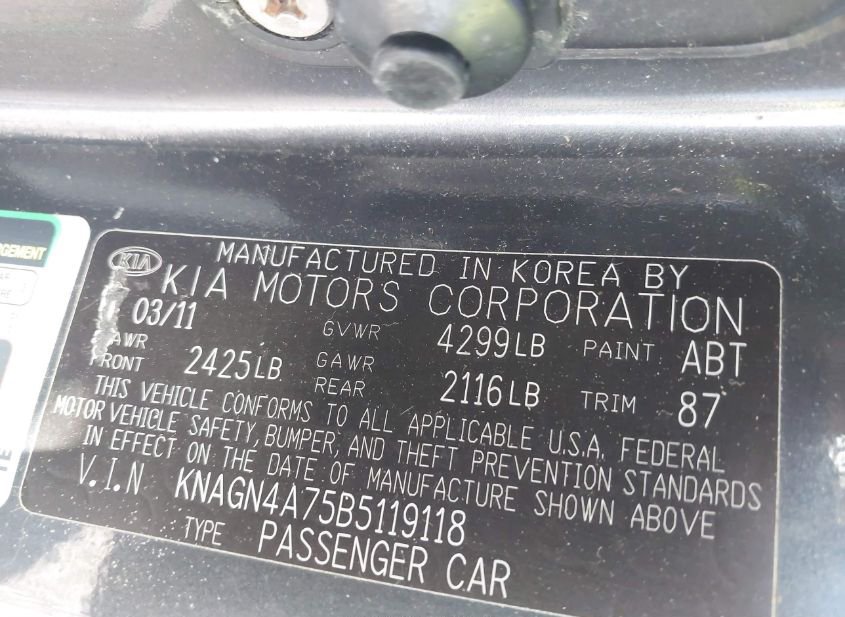 GEMENT
KIA
MANUFACTURED IN KOREA BY
KIA MOTORS CORPORATION
03/11 GVWR 4299LB PAINT ABT
AWR
FRONT 2425LB GAWR
REAR 2116LB TRIM 87
THIS VEHICLE CONFORMS TO ALL APPLICABLE U.S.A. FEDERAL
MOTOR VEHICLE SAFETY, BUMPER, AND THEFT PREVENTION STANDARDS
IN EFFECT ON THE DATE OF MANUFACTURE SHOWN ABOVE
V.I.N KNAGN4A75B5119118
TYPE PASSENGER CAR